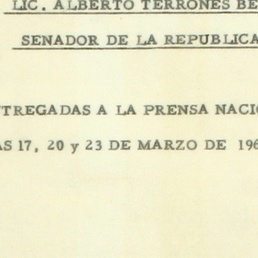 LIC. ALBERTO TERRONES BE
SENADOR DE LA REPUBLICA
TREGADAS A LA PRENSA NACI
AS 17, 20 y 23 DE MARZO DE 196